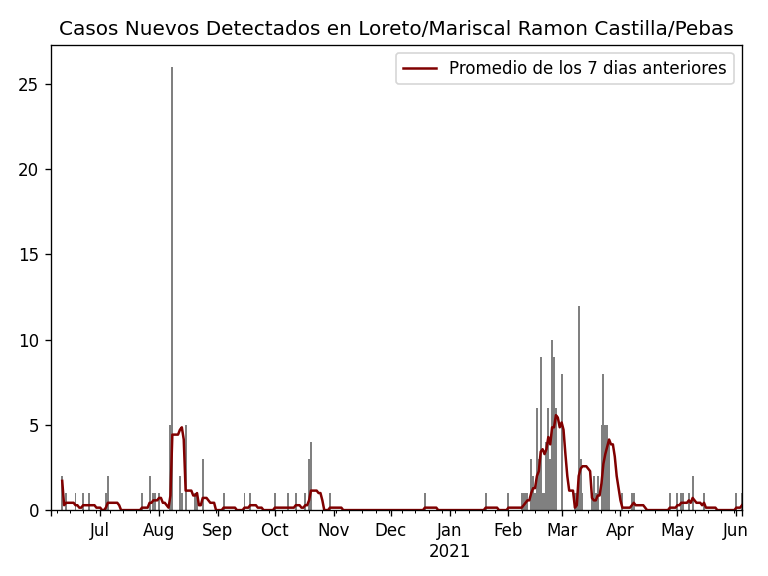 Casos Nuevos Detectados en Loreto/Mariscal Ramon Castilla/Pebas
Promedio de los 7 dias anteriores
25
20
15
10
5
0
Jul Aug Sep Oct Nov Dec Jan Feb Mar Apr May Jun
2021